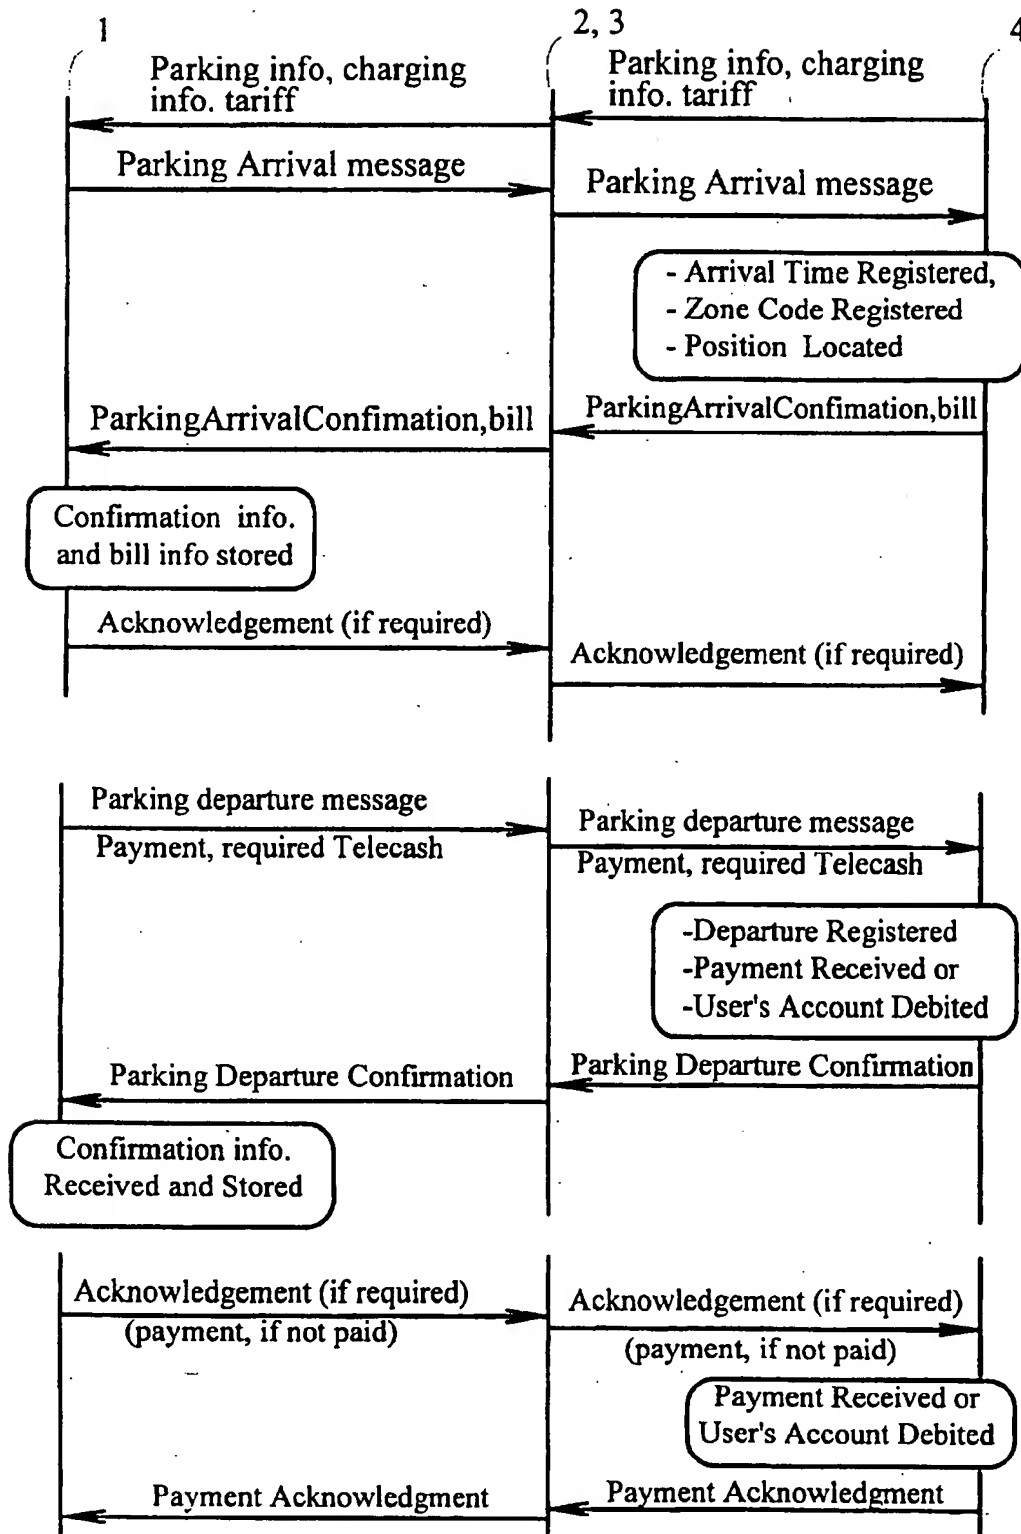 1
2, 3
4
Parking info, charging
info. tariff
Parking info, charging
info. tariff
Parking Arrival message
Parking Arrival message
- Arrival Time Registered,
- Zone Code Registered
- Position Located
ParkingArrivalConfimation,bill
ParkingArrivalConfimation,bill
Confirmation info.
and bill info stored
Acknowledgement (if required)
Acknowledgement (if required)
Parking departure message
Payment, required Telecash
Parking departure message
Payment, required Telecash
-Departure Registered
-Payment Received or
-User's Account Debited
Parking Departure Confirmation
Parking Departure Confirmation
Confirmation info.
Received and Stored
Acknowledgement (if required)
(payment, if not paid)
Acknowledgement (if required)
(payment, if not paid)
Payment Received or
User's Account Debited
Payment Acknowledgment
Payment Acknowledgment